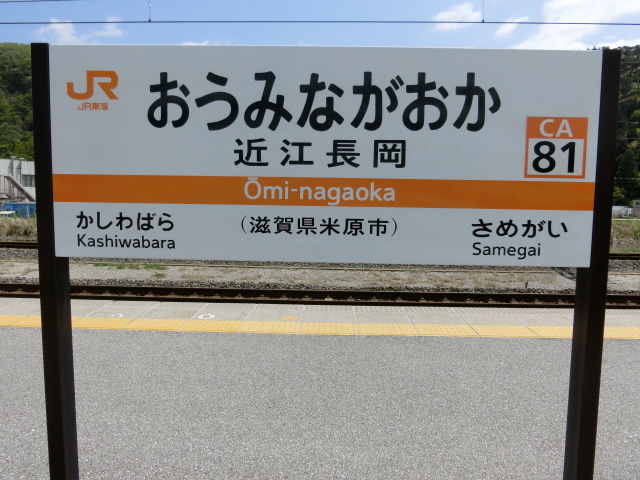 JR
JR東海
おうみながおか
近江長岡
CA
81
Ōmi-nagaoka
かしわばら
Kashiwabara
(滋賀県米原市)
さめがい
Samegai